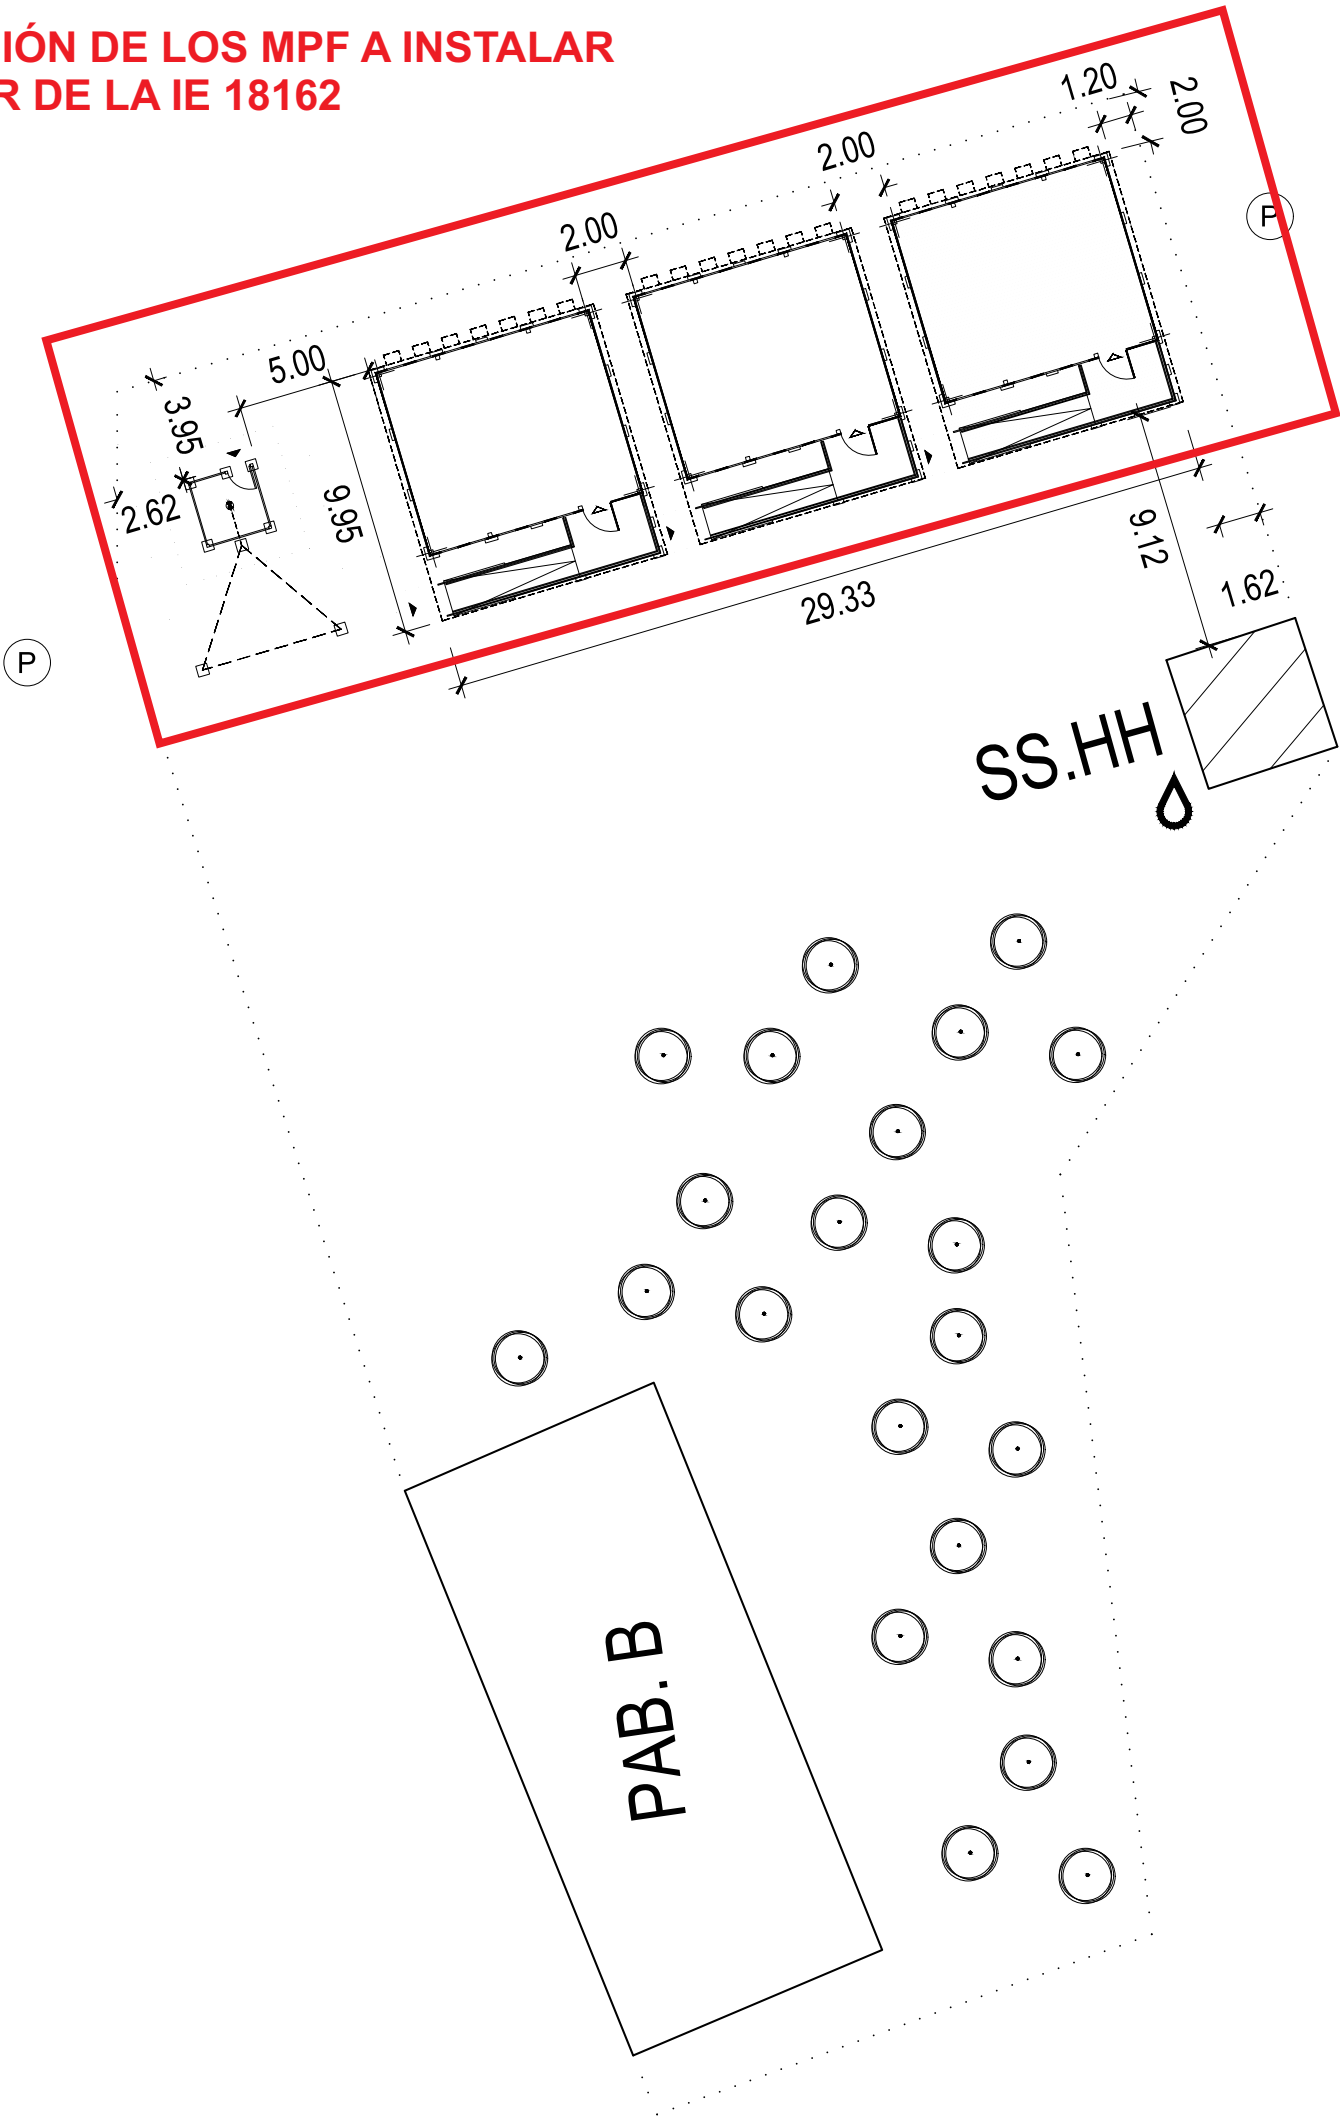 IÓN DE LOS MPF A INSTALAR
R DE LA IE 18162
1.20
2.00
2.00
P
2.00
5.00
3.95
2.62
9.95
9.12
1.62
29.33
P
SS.HH
PAB. B